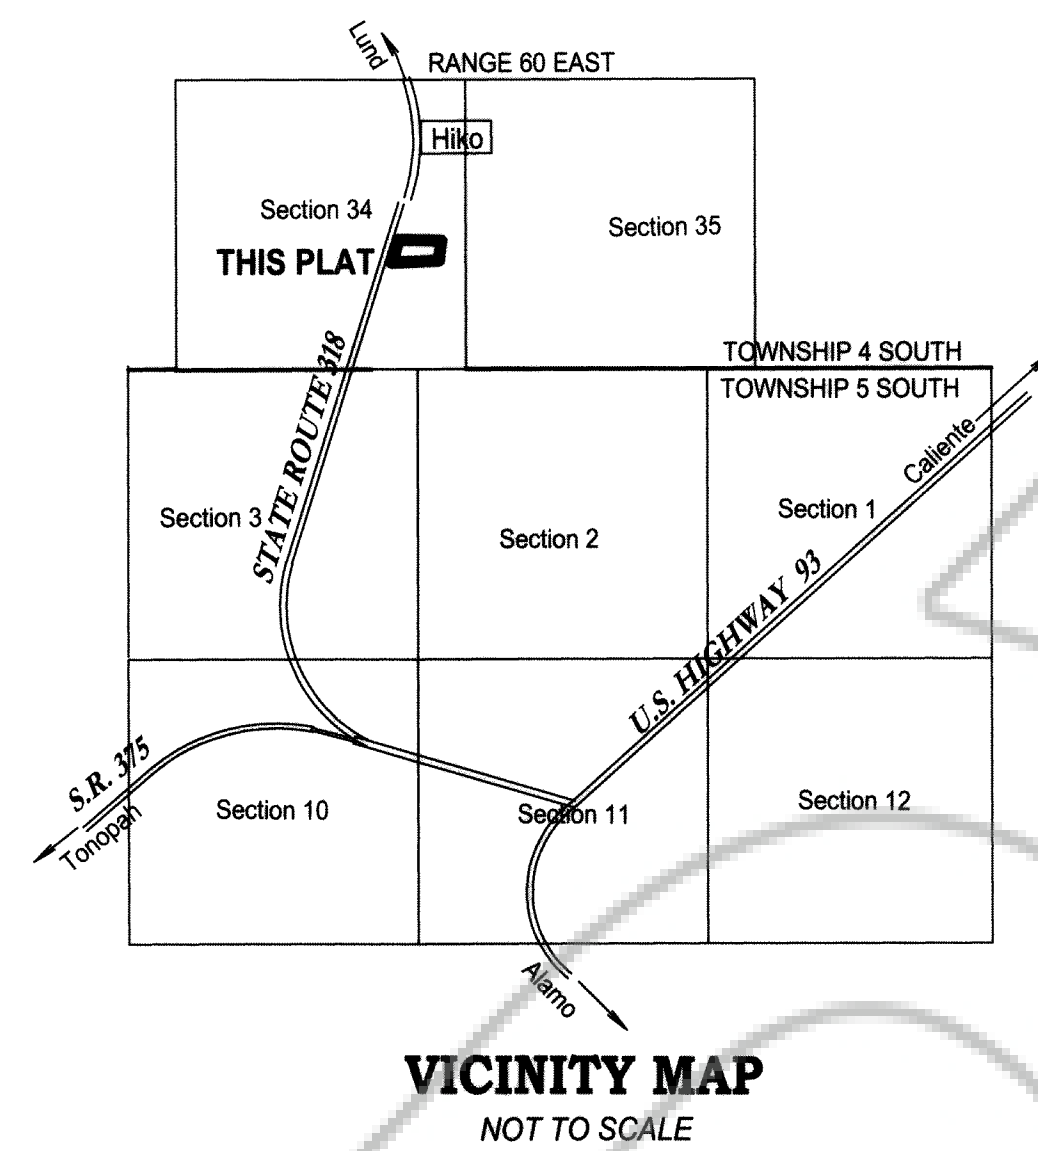 Lund
RANGE 60 EAST
Hiko
Section 34
Section 35
THIS PLAT
STATE ROUTE 318
TOWNSHIP 4 SOUTH
TOWNSHIP 5 SOUTH
Caliente
Section 3
Section 2
Section 1
U.S. HIGHWAY 93
S.R. 375
Tonopah
Section 10
Section 11
Section 12
Alamo
VICINITY MAP
NOT TO SCALE